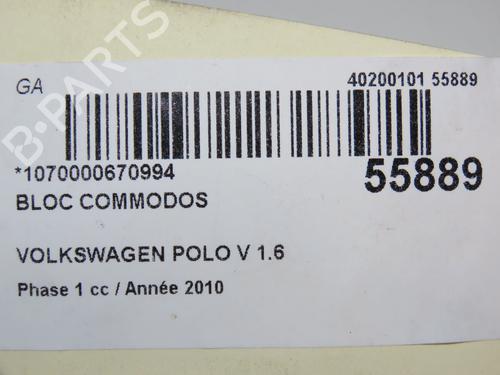 GA
40200101 55889
*1070000670994
55889
BLOC COMMODOS
VOLKSWAGEN POLO V 1.6
Phase 1 cc / Année 2010
B-PARTS